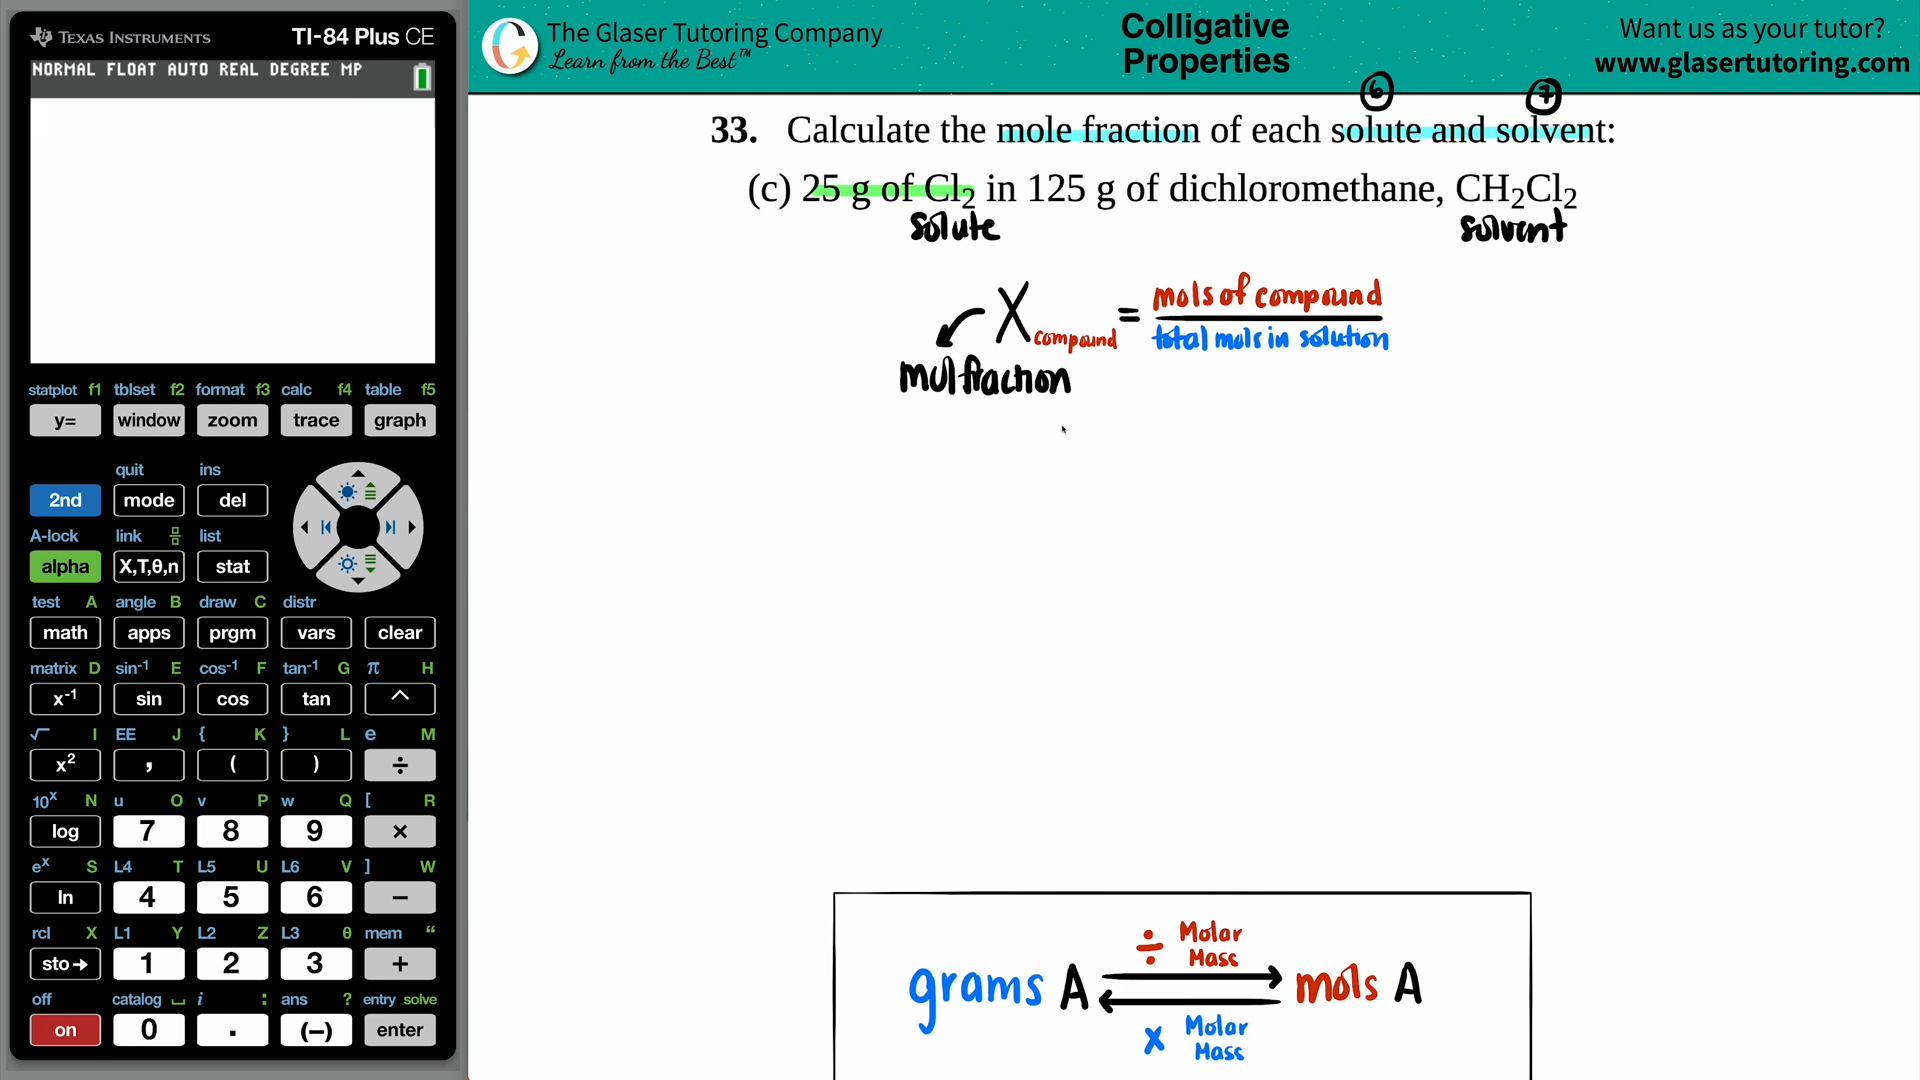 TEXAS INSTRUMENTS TI-84 Plus CE
NORMAL FLOAT AUTO REAL DEGREE MP
statplot f1 tblset f2 format f3 calc f4 table f5
y= window zoom trace graph
quit ins
2nd mode del
A-lock link list
alpha X,T,θ,n stat
test A angle B draw C distr
math apps prgm vars clear
matrix D sin⁻¹ E cos⁻¹ F tan⁻¹ G π H
x⁻¹ sin cos tan ^
√ I EE J { K } L e M
x² , ( ) ÷
10ˣ N u O v P w Q [ R
log 7 8 9 ×
eˣ S L4 T L5 U L6 V ] W
ln 4 5 6 −
rcl X L1 Y L2 Z L3 θ mem “
sto→ 1 2 3 +
off catalog ⎵ i : ans ? entry solve
on 0 . (–) enter
The Glaser Tutoring Company
Learn from the Best™
Colligative
Properties
Want us as your tutor?
www.glasertutoring.com
33. Calculate the mole fraction of each solute and solvent:
(c) 25 g of Cl₂ in 125 g of dichloromethane, CH₂Cl₂
solute solvent
X compound = mols of compound
total mols in solution
mol fraction
÷ Molar
Mass
grams A mols A
x Molar
Mass